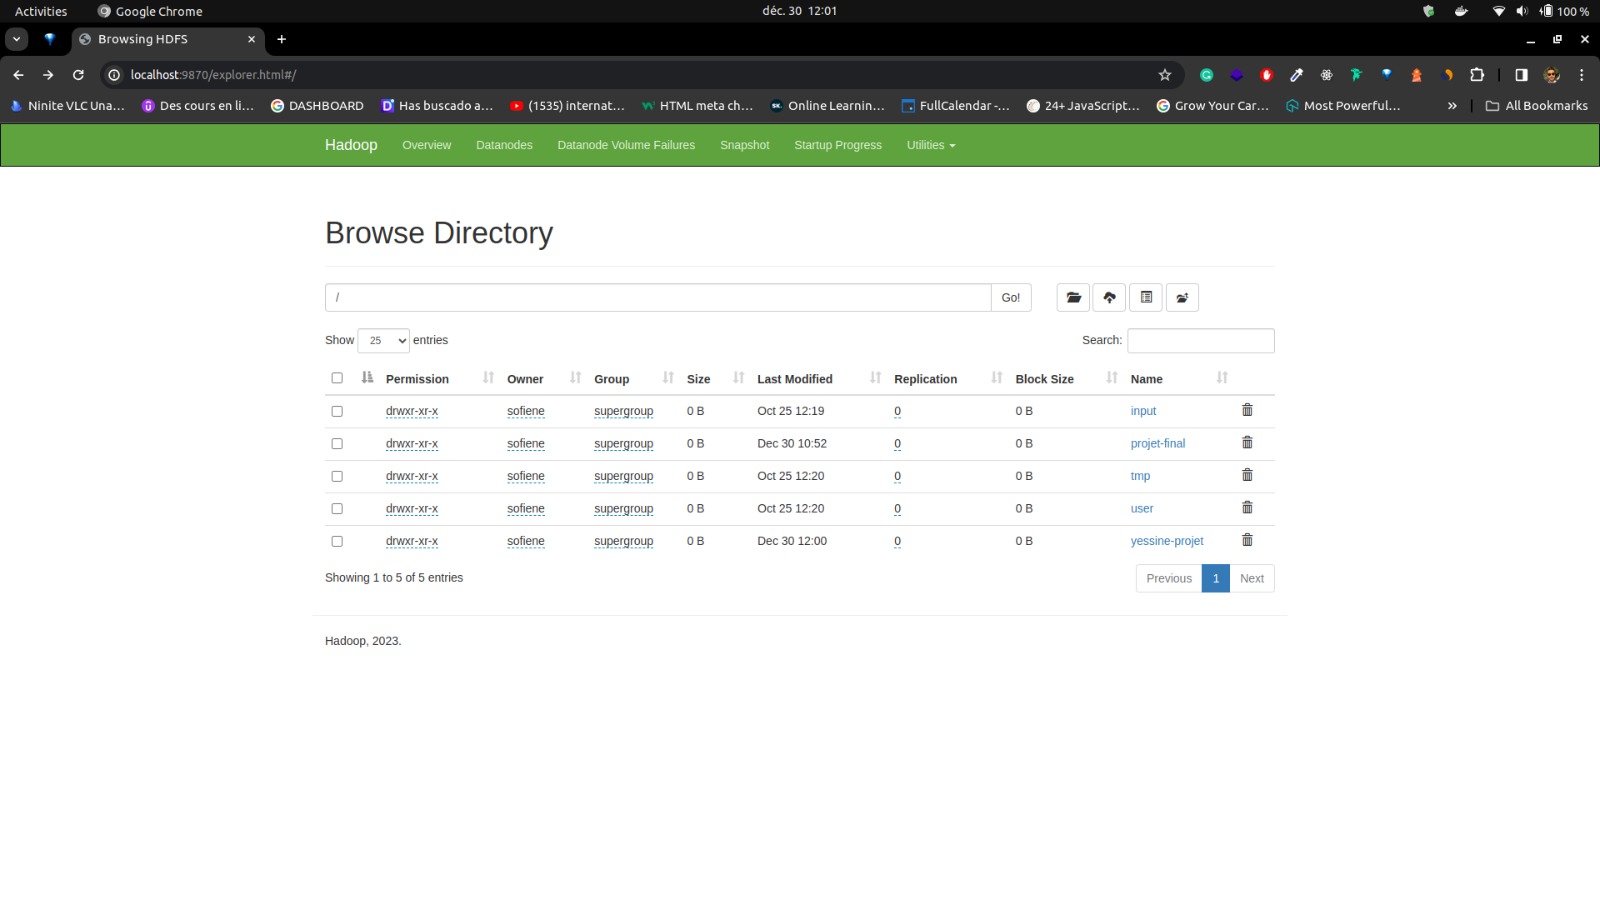 Activities Google Chrome déc. 30 12:01 100 %
Browsing HDFS
localhost:9870/explorer.html#/
Ninite VLC Una... Des cours en li... DASHBOARD Has buscado a... (1535) internat... HTML meta ch... Online Learnin... FullCalendar -... 24+ JavaScript... Grow Your Car... Most Powerful... » All Bookmarks
Hadoop Overview Datanodes Datanode Volume Failures Snapshot Startup Progress Utilities
Browse Directory
/ Go!
Show 25 entries Search:
Permission Owner Group Size Last Modified Replication Block Size Name
drwxr-xr-x sofiene supergroup 0 B Oct 25 12:19 0 0 B input
drwxr-xr-x sofiene supergroup 0 B Dec 30 10:52 0 0 B projet-final
drwxr-xr-x sofiene supergroup 0 B Oct 25 12:20 0 0 B tmp
drwxr-xr-x sofiene supergroup 0 B Oct 25 12:20 0 0 B user
drwxr-xr-x sofiene supergroup 0 B Dec 30 12:00 0 0 B yessine-projet
Showing 1 to 5 of 5 entries Previous 1 Next
Hadoop, 2023.